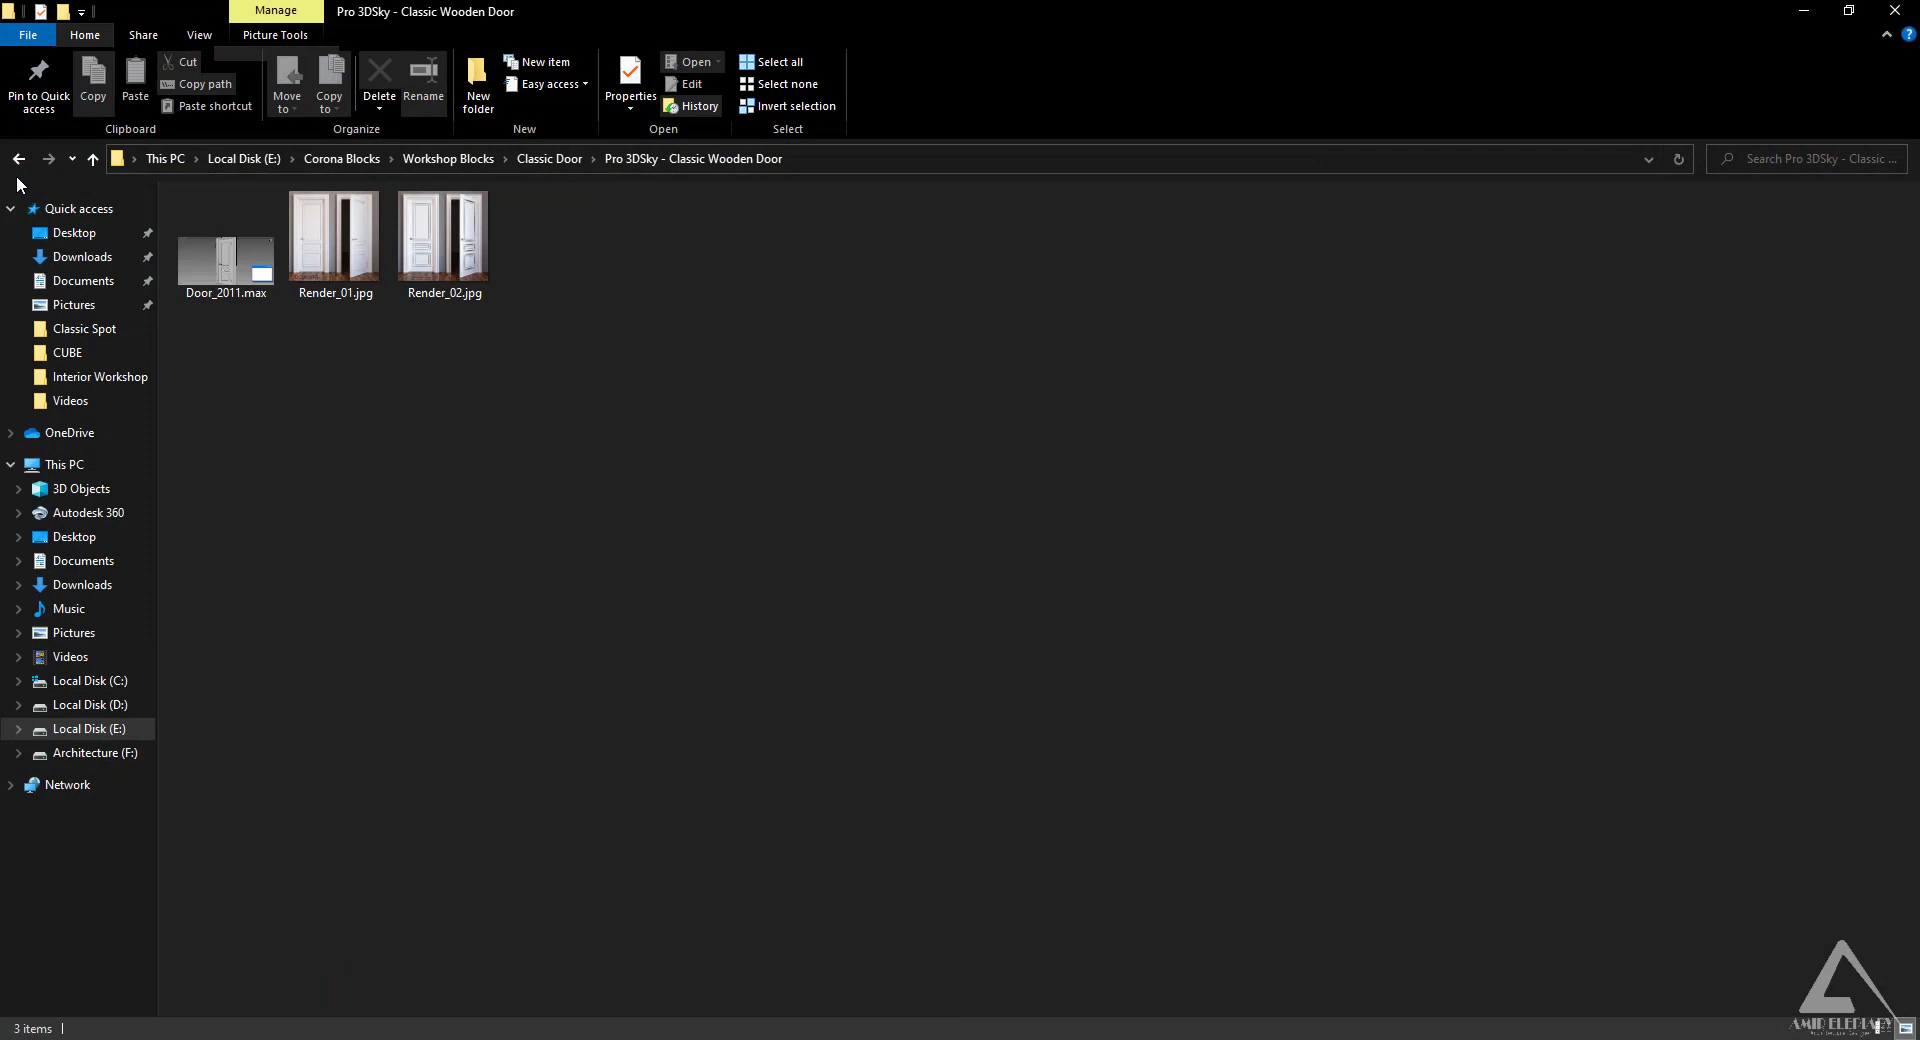 Manage
Pro 3DSky - Classic Wooden Door
File
Home
Share
View
Picture Tools
Pin to Quick access
Copy
Paste
Cut
Copy path
Paste shortcut
Clipboard
Move to
Copy to
Delete
Rename
Organize
New folder
New item
Easy access
New
Properties
Open
Edit
History
Open
Select all
Select none
Invert selection
Select
This PC
Local Disk (E:)
Corona Blocks
Workshop Blocks
Classic Door
Pro 3DSky - Classic Wooden Door
Search Pro 3DSky - Classic ...
Quick access
Desktop
Downloads
Documents
Pictures
Classic Spot
CUBE
Interior Workshop
Videos
OneDrive
This PC
3D Objects
Autodesk 360
Desktop
Documents
Downloads
Music
Pictures
Videos
Local Disk (C:)
Local Disk (D:)
Local Disk (E:)
Architecture (F:)
Network
Door_2011.max
Render_01.jpg
Render_02.jpg
3 items